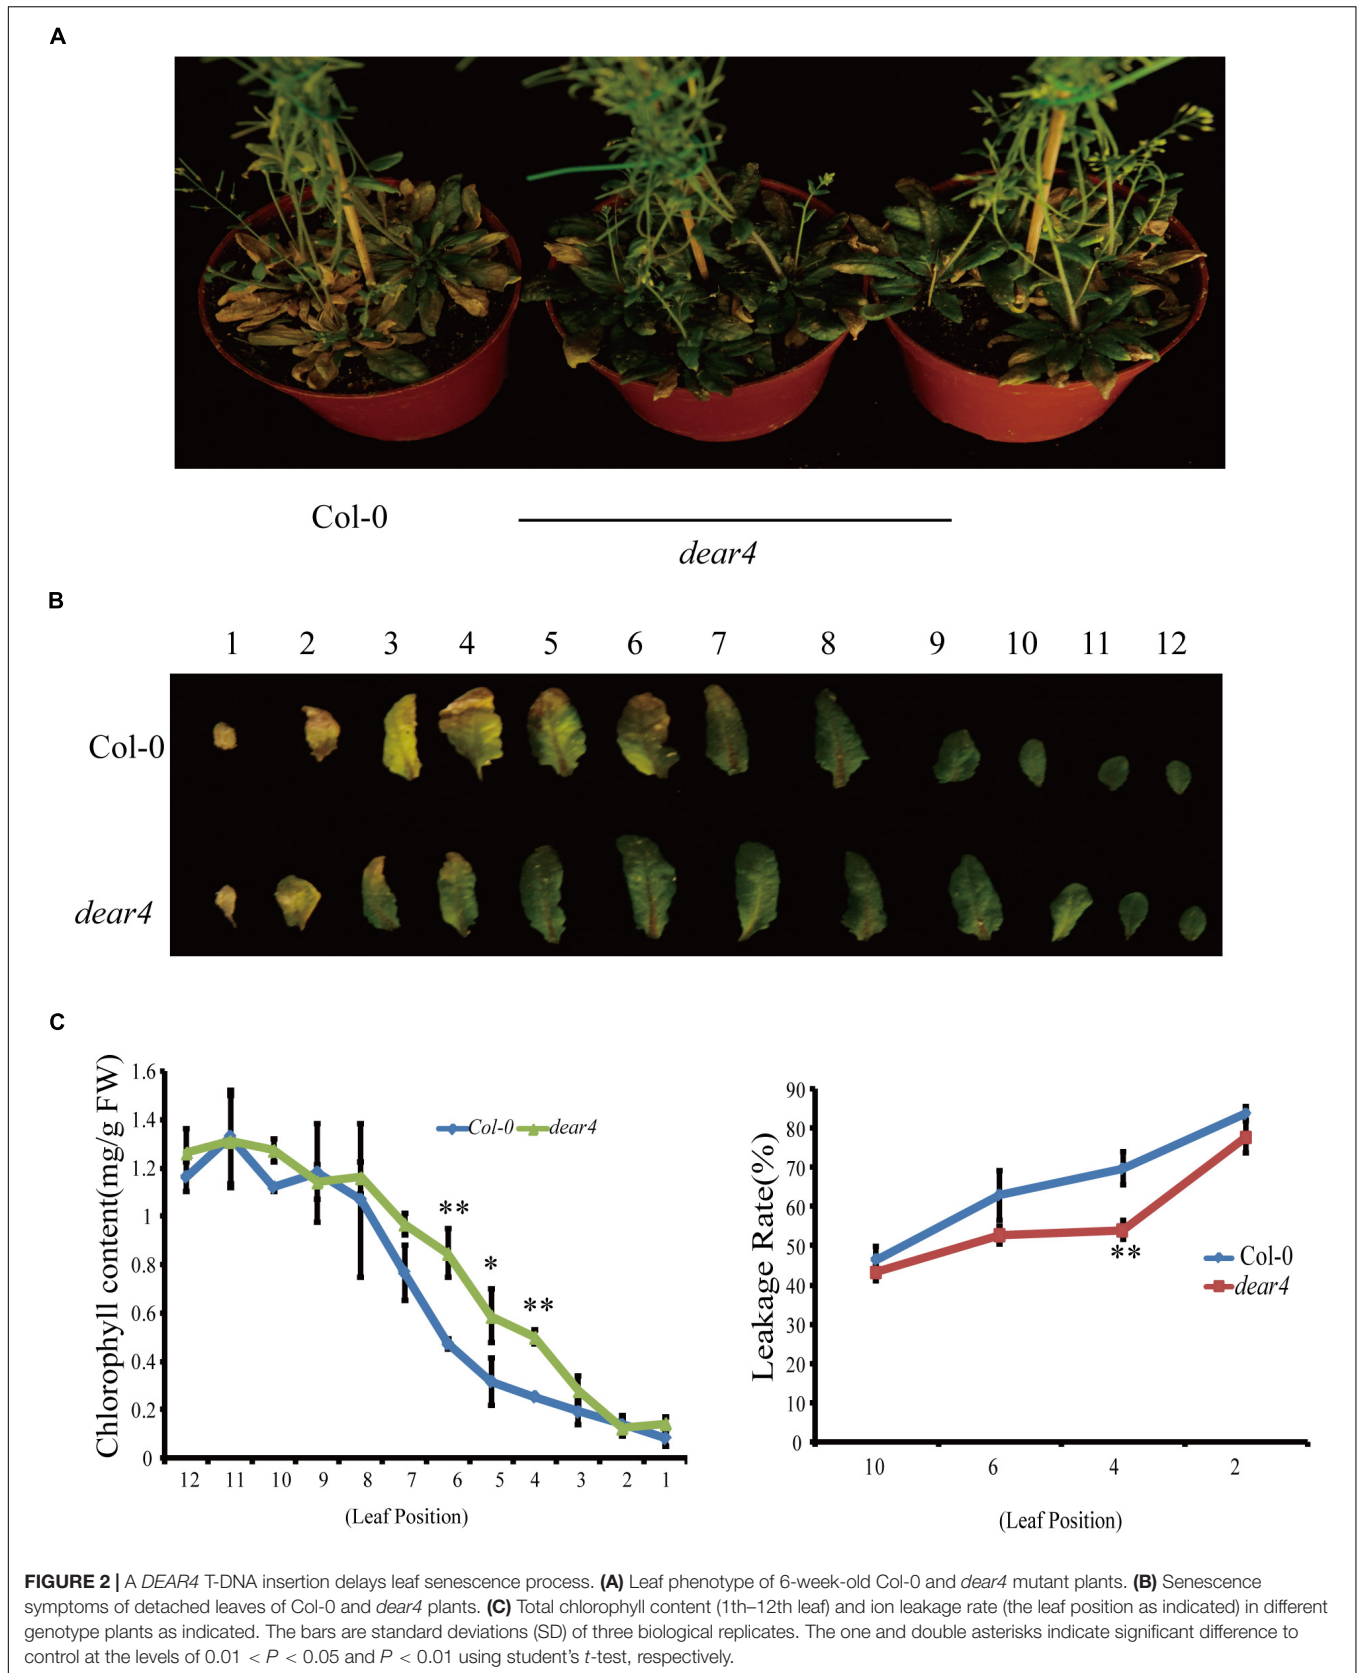 A
Col-0
dear4
B
1 2 3 4 5 6 7 8 9 10 11 12
Col-0
dear4
C
Chlorophyll content(mg/g FW)
1.6
1.4
1.2
1
0.8
0.6
0.4
0.2
0
Col-0 dear4
**
*
**
12 11 10 9 8 7 6 5 4 3 2 1
(Leaf Position)
Leakage Rate(%)
90
80
70
60
50
40
30
20
10
0
**
Col-0
dear4
10 6 4 2
(Leaf Position)
FIGURE 2 | A DEAR4 T-DNA insertion delays leaf senescence process. (A) Leaf phenotype of 6-week-old Col-0 and dear4 mutant plants. (B) Senescence
symptoms of detached leaves of Col-0 and dear4 plants. (C) Total chlorophyll content (1th–12th leaf) and ion leakage rate (the leaf position as indicated) in different
genotype plants as indicated. The bars are standard deviations (SD) of three biological replicates. The one and double asterisks indicate significant difference to
control at the levels of 0.01 < P < 0.05 and P < 0.01 using student's t-test, respectively.